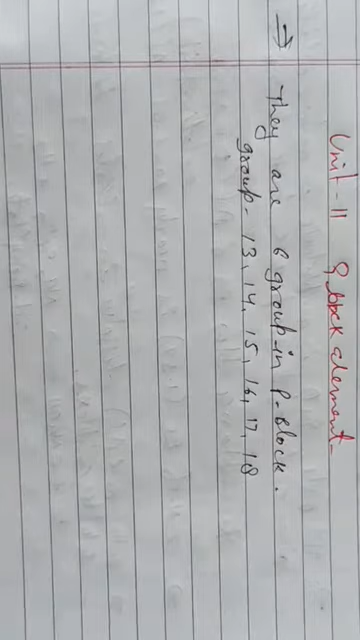 Unit-11 P block element-
→ They are 6 group in P-Block.
group- 13, 14, 15, 16, 17, 18